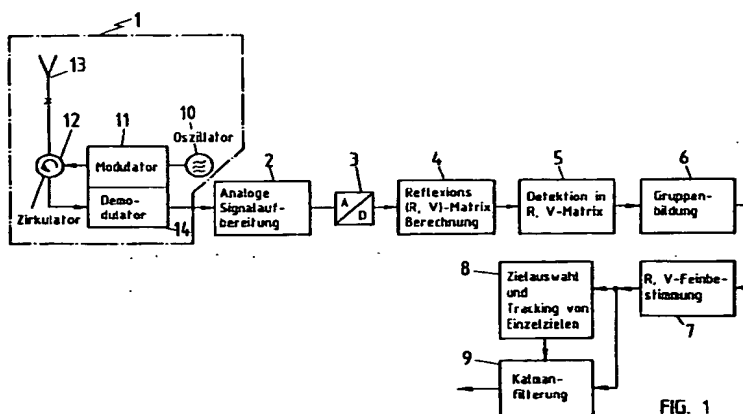 1
13
12
11
10
Oszillator
Modulator
Zirkulator
Demo-
dulator
14
2
Analoge
Signalauf-
bereitung
3
A
D
4
Reflexions
(R, V)-Matrix
Berechnung
5
Detektion in
R, V-Matrix
6
Gruppen-
bildung
8
Zielauswahl
und
Tracking von
Einzelzielen
R, V-Feinbe-
stimmung
7
9
Kalman-
filterung
FIG. 1